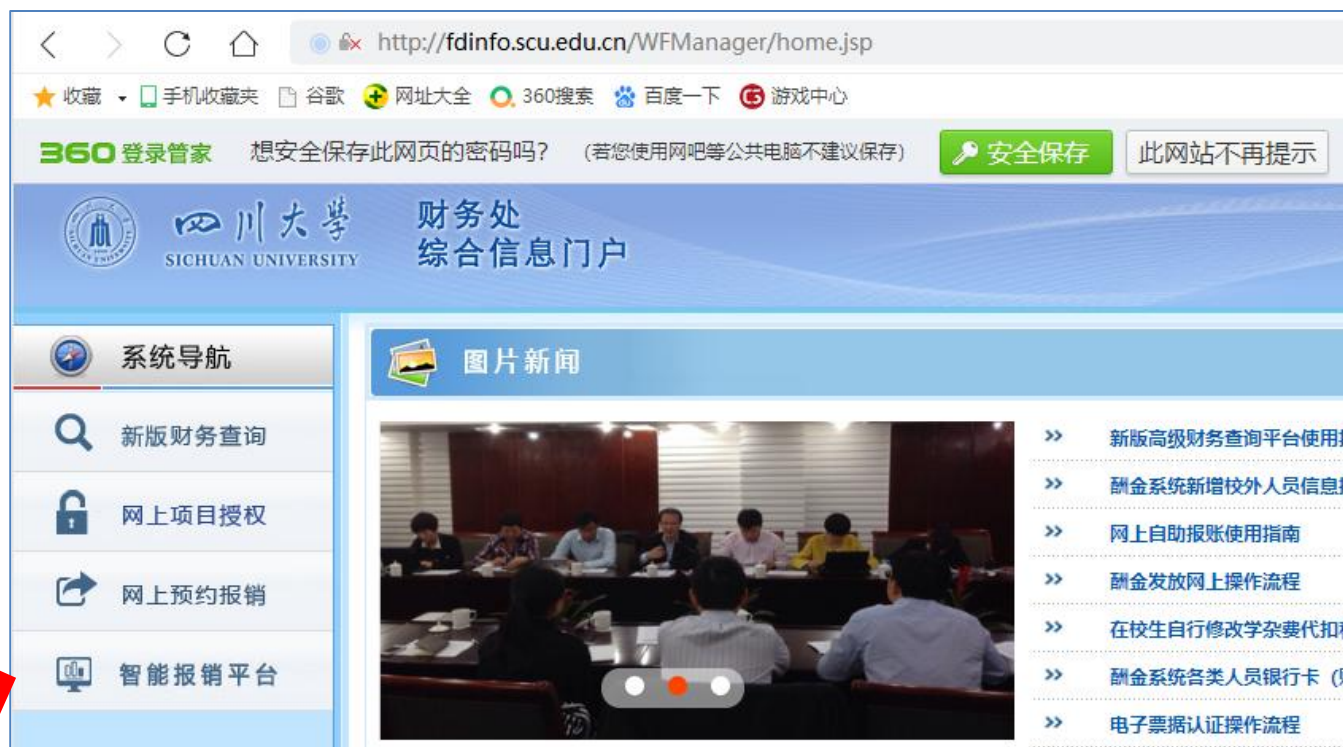 http://fdinfo.scu.edu.cn/WFManager/home.jsp
收藏 手机收藏夹 谷歌 网址大全 360搜索 百度一下 游戏中心
360 登录管家 想安全保存此网页的密码吗? (若您使用网吧等公共电脑不建议保存) 安全保存 此网站不再提示
四川大学 财务处
SICHUAN UNIVERSITY 综合信息门户
系统导航
图片新闻
新版财务查询
网上项目授权
网上预约报销
智能报销平台
>> 新版高级财务查询平台使用
>> 酬金系统新增校外人员信息
>> 网上自助报账使用指南
>> 酬金发放网上操作流程
>> 在校生自行修改学杂费代扣
>> 酬金系统各类人员银行卡（
>> 电子票据认证操作流程